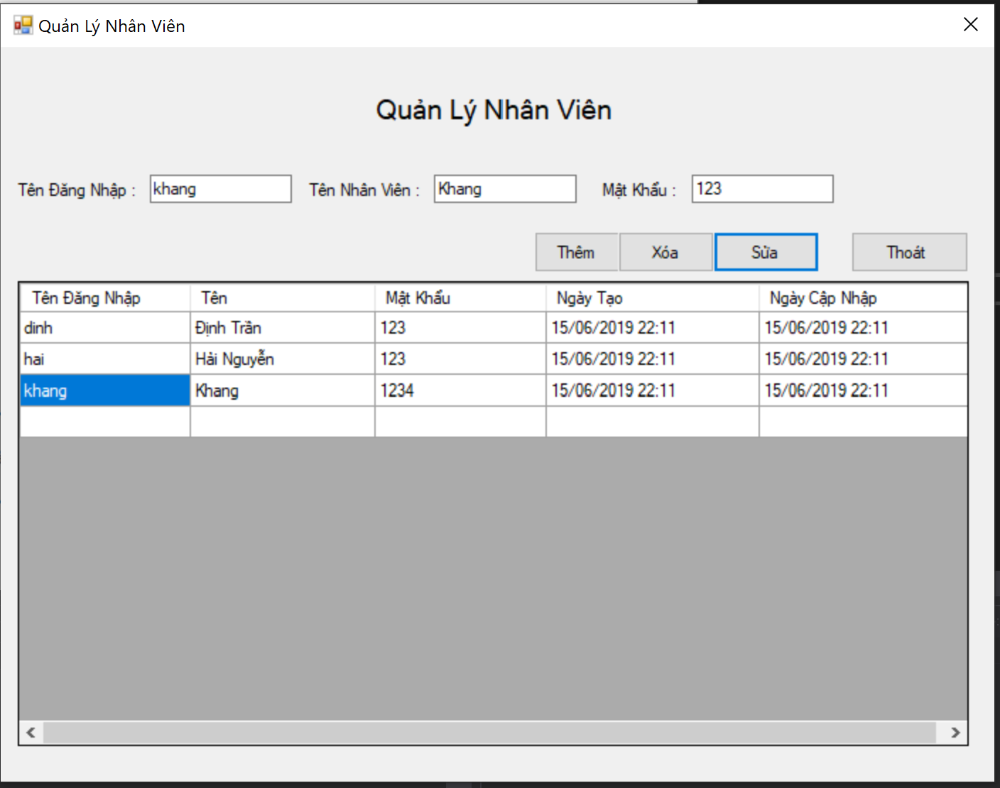 Quản Lý Nhân Viên
Quản Lý Nhân Viên
Tên Đăng Nhập : khang Tên Nhân Viên : Khang Mật Khẩu : 123
Thêm Xóa Sửa Thoát
Tên Đăng Nhập Tên Mật Khẩu Ngày Tạo Ngày Cập Nhập
dinh Định Trần 123 15/06/2019 22:11 15/06/2019 22:11
hai Hải Nguyễn 123 15/06/2019 22:11 15/06/2019 22:11
khang Khang 1234 15/06/2019 22:11 15/06/2019 22:11